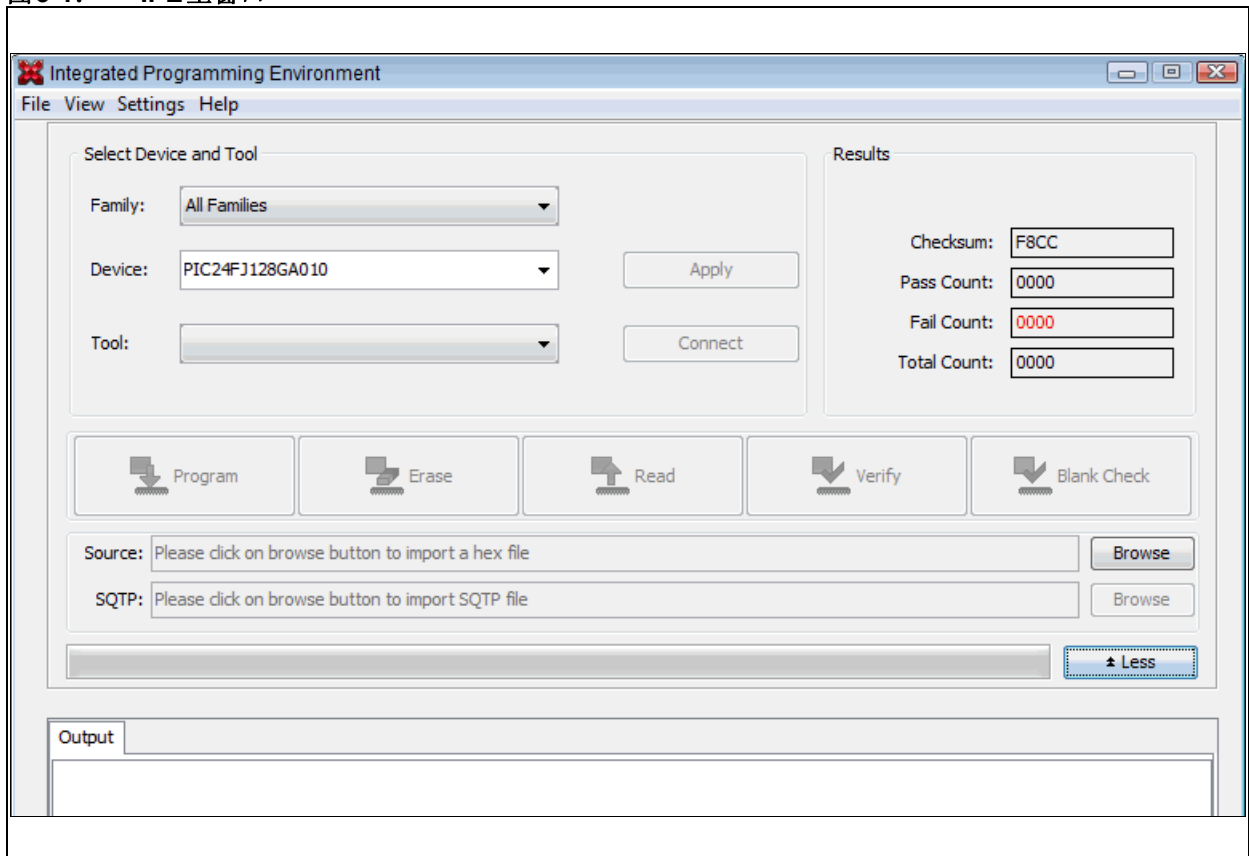 Integrated Programming Environment
File View Settings Help
Select Device and Tool
Family: All Families
Device: PIC24FJ128GA010
Apply
Tool:
Connect
Results
Checksum: F8CC
Pass Count: 0000
Fail Count: 0000
Total Count: 0000
Program
Erase
Read
Verify
Blank Check
Source: Please click on browse button to import a hex file
Browse
SQTP: Please click on browse button to import SQTP file
Browse
Less
Output